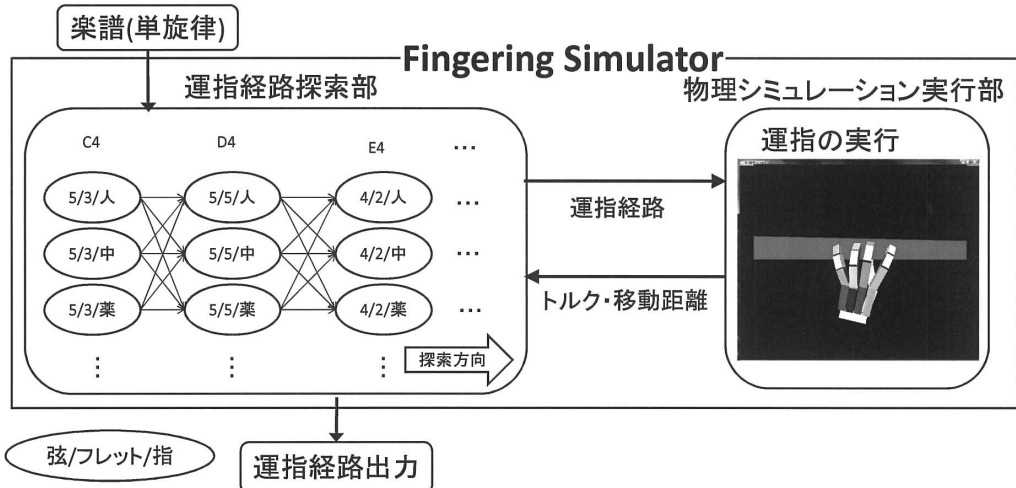 楽譜(単旋律)
Fingering Simulator
運指経路探索部
物理シミュレーション実行部
C4 D4 E4 …
5/3/人 5/5/人 4/2/人 …
5/3/中 5/5/中 4/2/中 …
5/3/薬 5/5/薬 4/2/薬 …
⋮ ⋮ ⋮
探索方向
運指経路
トルク・移動距離
運指の実行
弦/フレット/指
運指経路出力